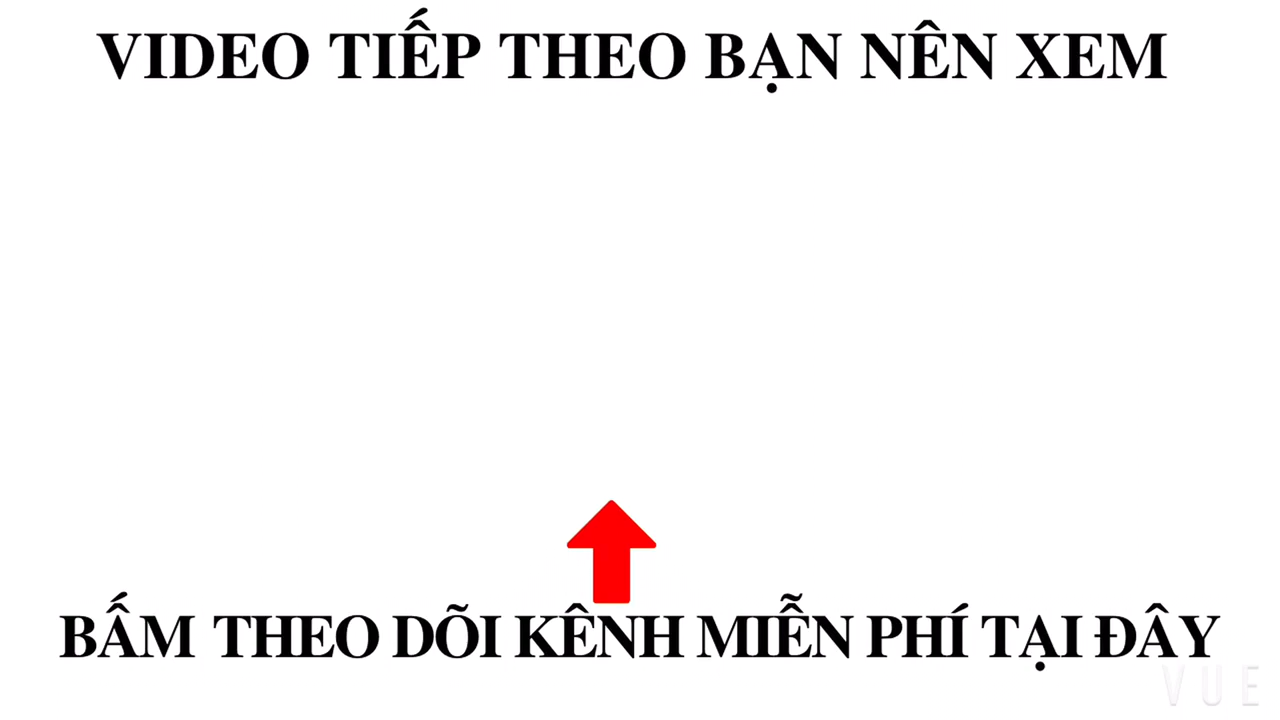 VIDEO TIẾP THEO BẠN NÊN XEM
BẤM THEO DÕI KÊNH MIỄN PHÍ TẠI ĐÂY
VUE